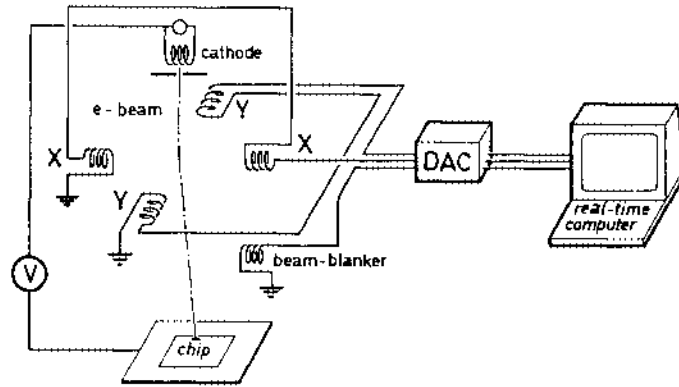 cathode
e-beam
Y
X
X
DAC
Y
real-time
computer
beam-blanker
V
chip